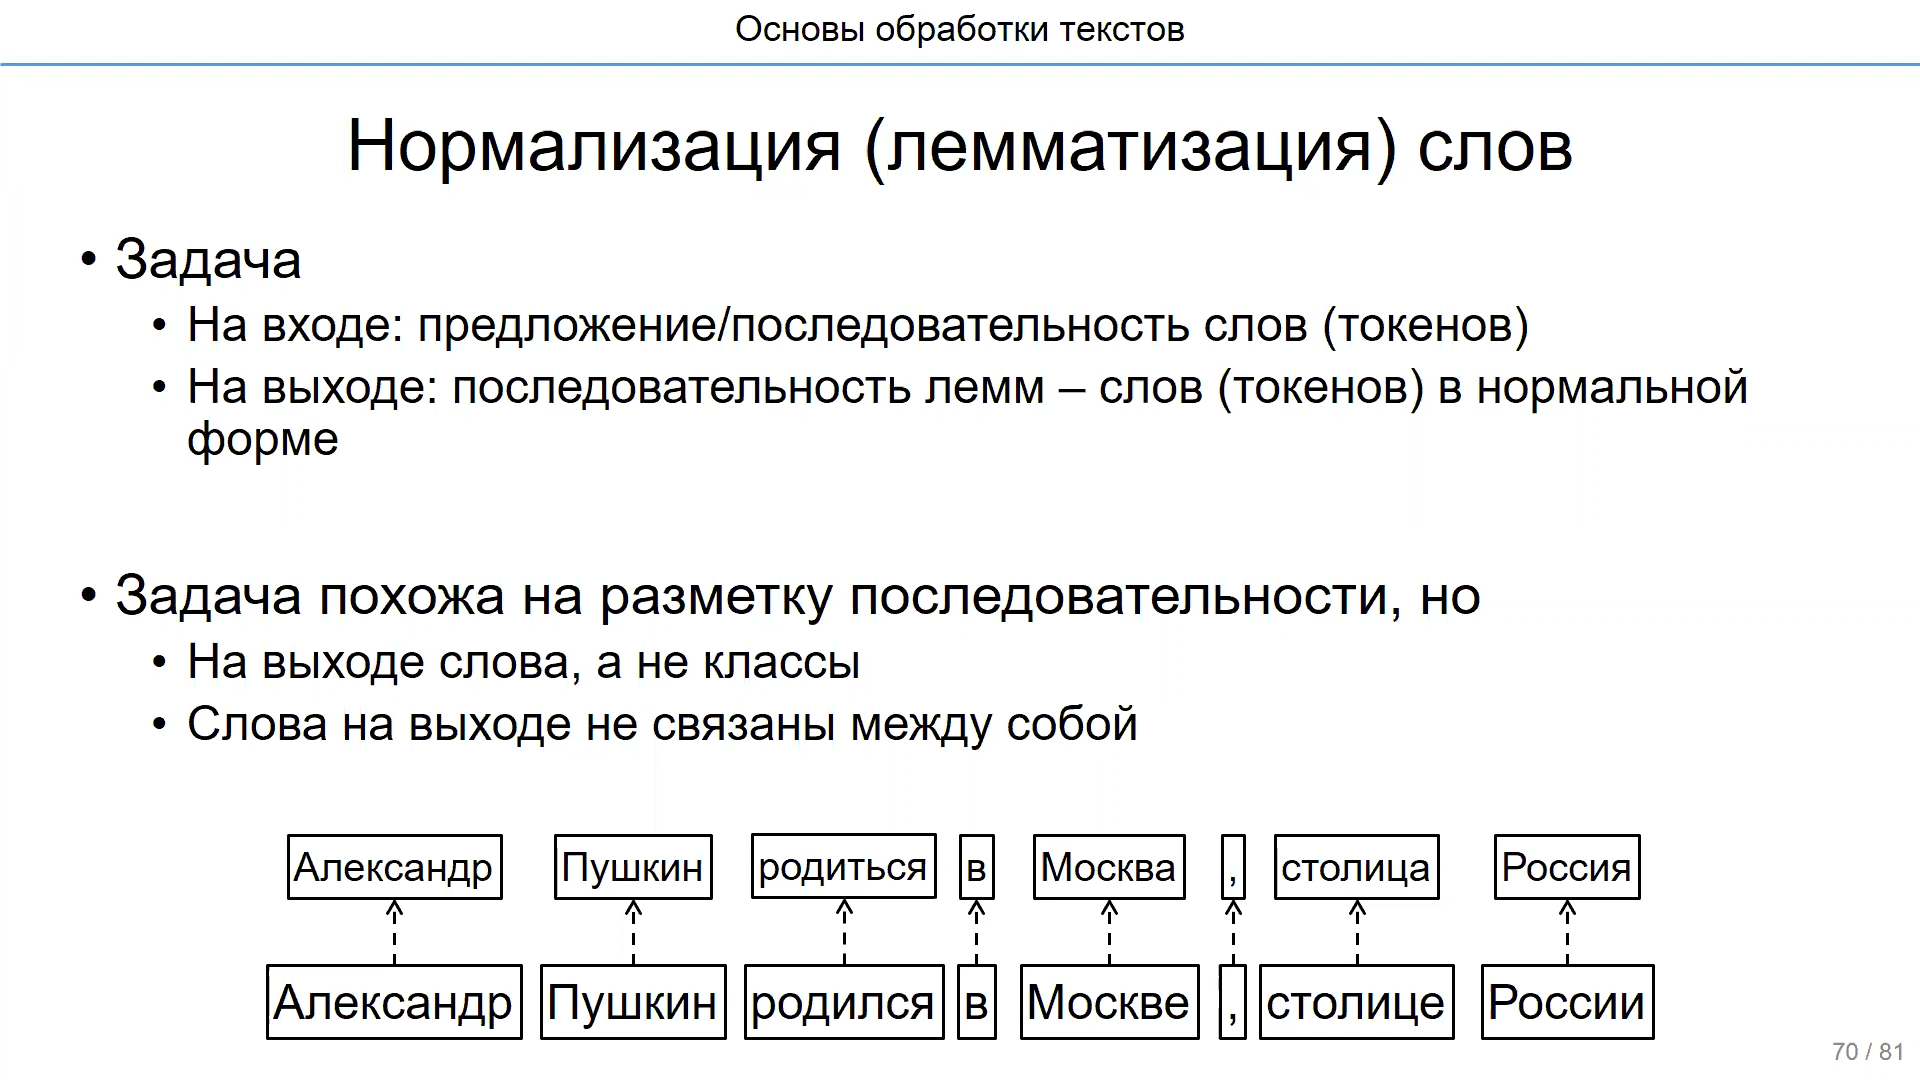 Основы обработки текстов
Нормализация (лемматизация) слов
• Задача
• На входе: предложение/последовательность слов (токенов)
• На выходе: последовательность лемм – слов (токенов) в нормальной
форме
• Задача похожа на разметку последовательности, но
• На выходе слова, а не классы
• Слова на выходе не связаны между собой
Александр Пушкин родиться в Москва , столица Россия
Александр Пушкин родился в Москве , столице России
70 / 81